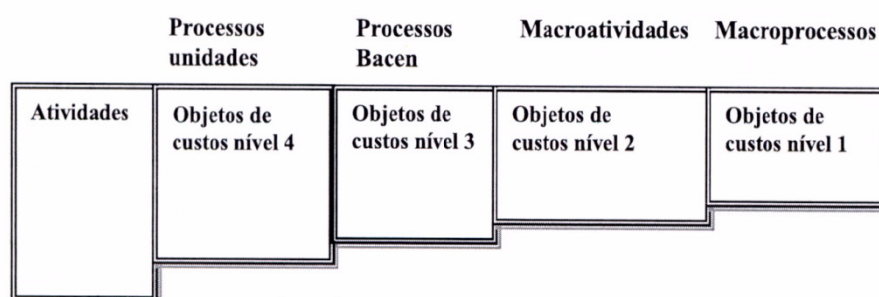 Processos unidades
Processos Bacen
Macroatividades
Macroprocessos
Atividades
Objetos de custos nível 4
Objetos de custos nível 3
Objetos de custos nível 2
Objetos de custos nível 1